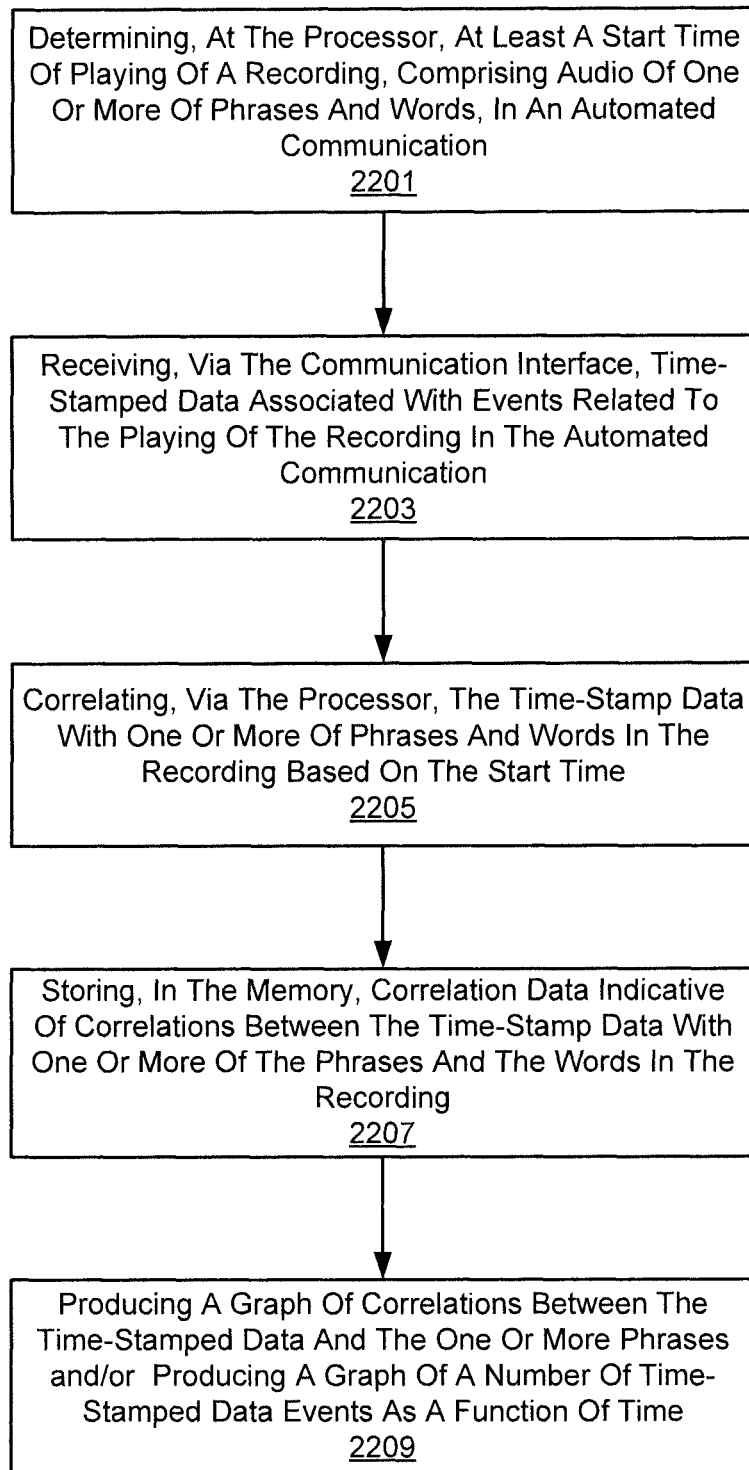 Determining, At The Processor, At Least A Start Time
Of Playing Of A Recording, Comprising Audio Of One
Or More Of Phrases And Words, In An Automated
Communication
2201
Receiving, Via The Communication Interface, Time-
Stamped Data Associated With Events Related To
The Playing Of The Recording In The Automated
Communication
2203
Correlating, Via The Processor, The Time-Stamp Data
With One Or More Of Phrases And Words In The
Recording Based On The Start Time
2205
Storing, In The Memory, Correlation Data Indicative
Of Correlations Between The Time-Stamp Data With
One Or More Of The Phrases And The Words In The
Recording
2207
Producing A Graph Of Correlations Between The
Time-Stamped Data And The One Or More Phrases
and/or Producing A Graph Of A Number Of Time-
Stamped Data Events As A Function Of Time
2209